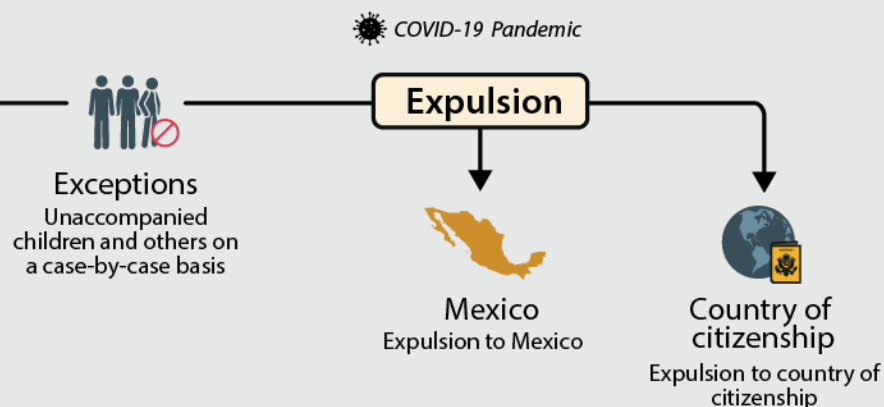 COVID-19 Pandemic
Expulsion
Exceptions
Unaccompanied
children and others on
a case-by-case basis
Mexico
Expulsion to Mexico
Country of
citizenship
Expulsion to country of
citizenship